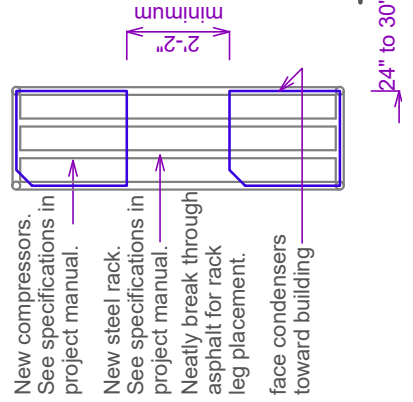 New compressors.
See specifications in
project manual.
New steel rack.
See specifications in
project manual.
Neatly break through
asphalt for rack
leg placement.
face condensers
toward building
2'-2"
minimum
24" to 30"